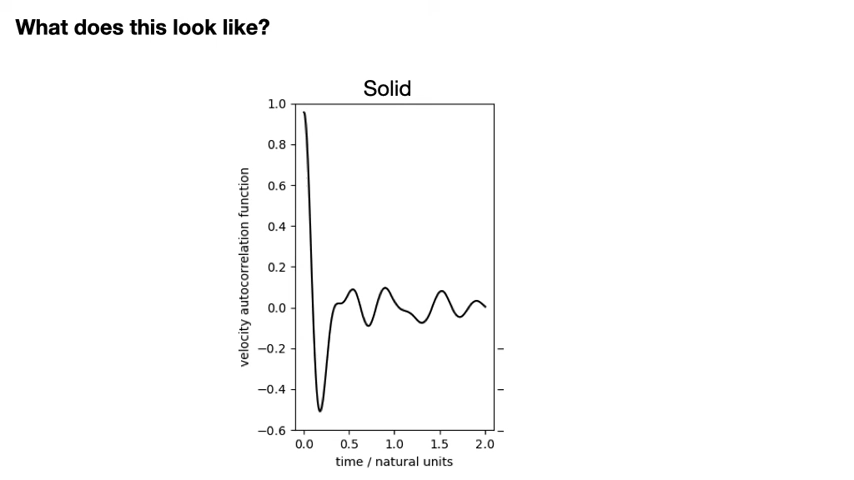 What does this look like?
Solid
1.0
0.8
0.6
0.4
0.2
0.0
−0.2
−0.4
−0.6
velocity autocorrelation function
0.0 0.5 1.0 1.5 2.0
time / natural units